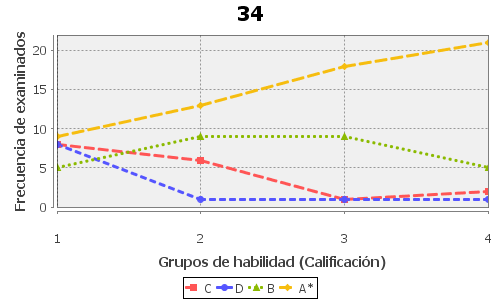 34
Frecuencia de examinados
20
15
10
5
0
1 2 3 4
Grupos de habilidad (Calificación)
C D B A*